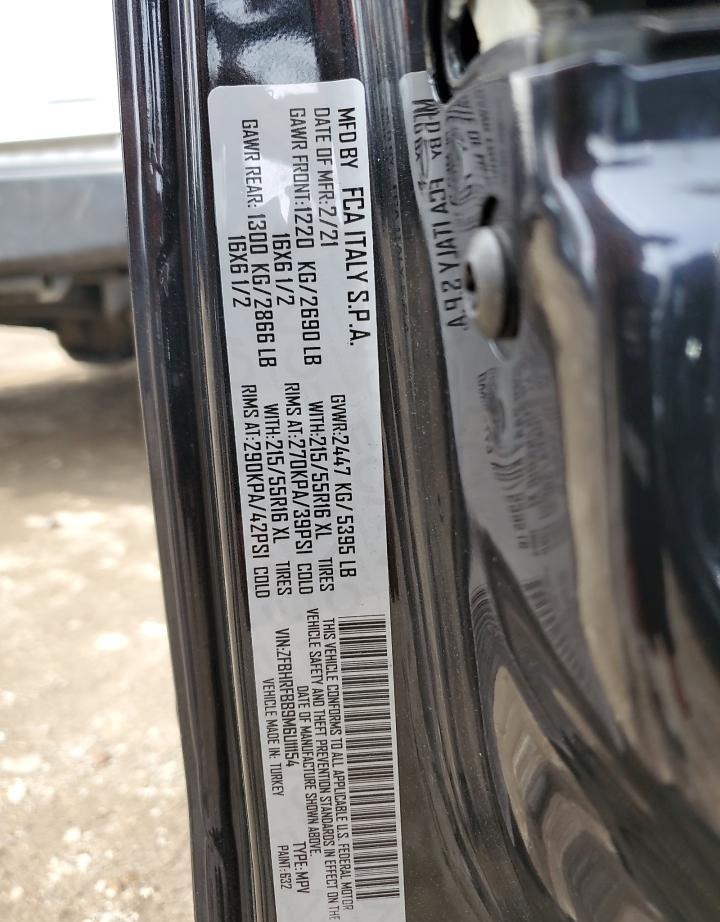 MFD BY FCA ITALY S.P.A.
DATE OF MFR:2/21 GVWR:2447 KG/5395 LB
GAWR FRONT:1220 KG/2690 LB WITH:215/55R16 XL TIRES
16X6 1/2 RIMS AT:270KPA/39PSI COLD
GAWR REAR: 1300 KG/2866 LB WITH:215/55R16 XL TIRES
16X6 1/2 RIMS AT:290KPA/42PSI COLD
THIS VEHICLE CONFORMS TO ALL APPLICABLE U.S. FEDERAL MOTOR
VEHICLE SAFETY AND THEFT PREVENTION STANDARDS IN EFFECT ON THE
DATE OF MANUFACTURE SHOWN ABOVE.
VIN:ZFBHRFBB9M6U11154 TYPE:MPV
VEHICLE MADE IN: TURKEY PAINT:632